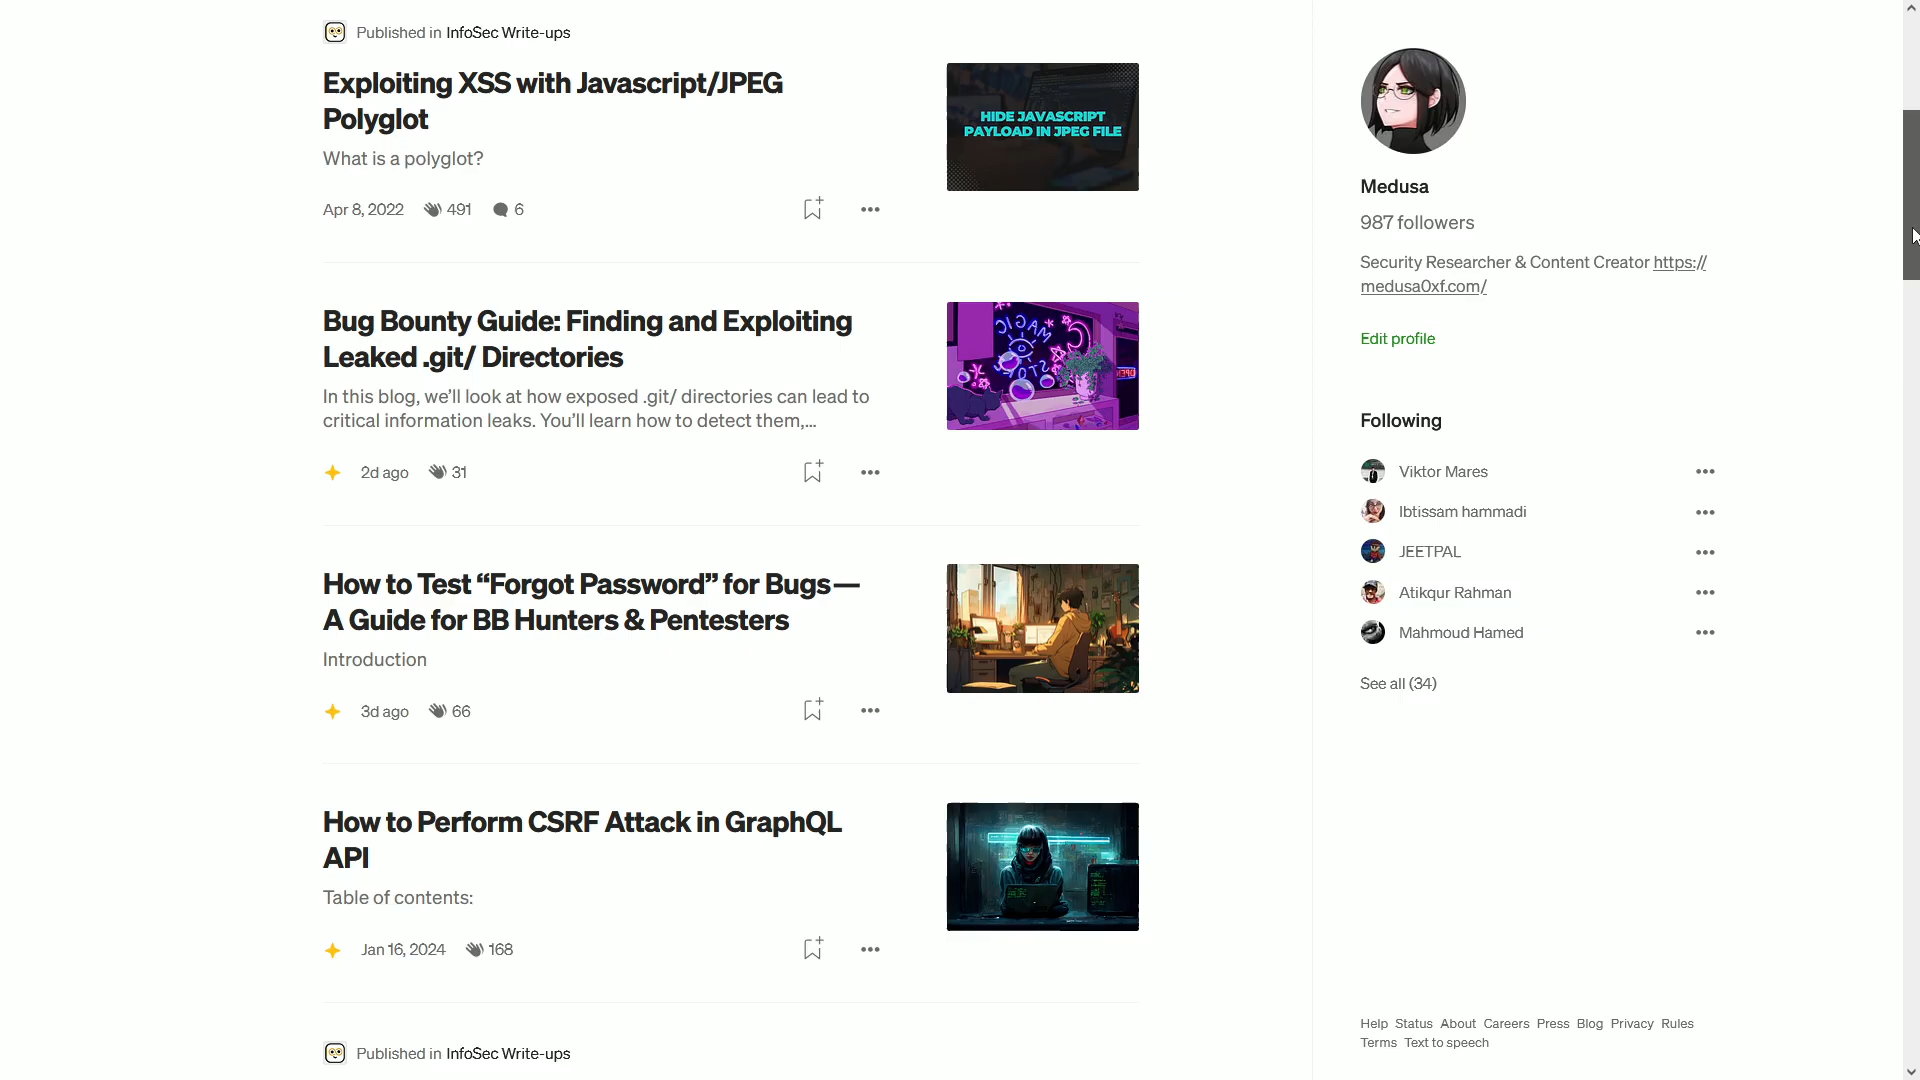 Published in InfoSec Write-ups
Exploiting XSS with Javascript/JPEG
Polyglot
What is a polyglot?
Apr 8, 2022 491 6
HIDE JAVASCRIPT
PAYLOAD IN JPEG FILE
Bug Bounty Guide: Finding and Exploiting
Leaked .git/ Directories
In this blog, we’ll look at how exposed .git/ directories can lead to
critical information leaks. You’ll learn how to detect them,...
2d ago 31
How to Test “Forgot Password” for Bugs—
A Guide for BB Hunters & Pentesters
Introduction
3d ago 66
How to Perform CSRF Attack in GraphQL
API
Table of contents:
Jan 16, 2024 168
Published in InfoSec Write-ups
Medusa
987 followers
Security Researcher & Content Creator https://
medusa0xf.com/
Edit profile
Following
Viktor Mares
Ibtissam hammadi
JEETPAL
Atikqur Rahman
Mahmoud Hamed
See all (34)
Help Status About Careers Press Blog Privacy Rules
Terms Text to speech